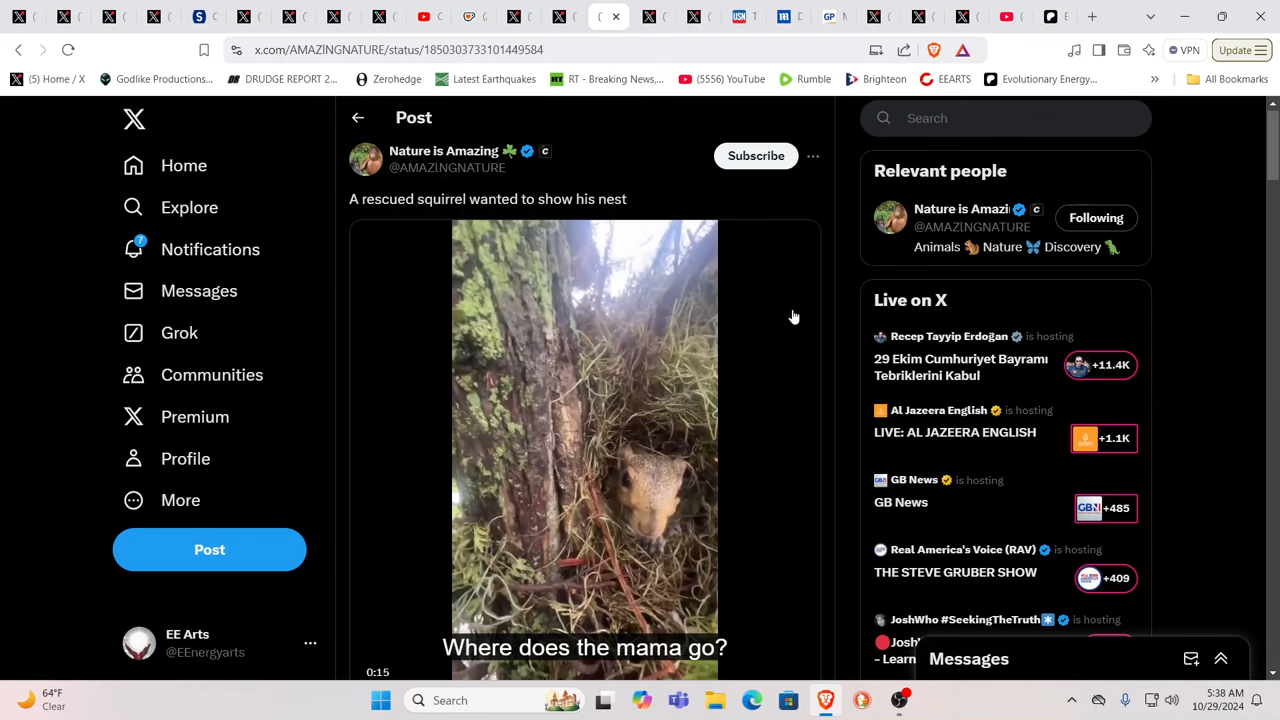 x.com/AMAZlNGNATURE/status/1850303733101449584
VPN
Update
(5) Home / X
Godlike Productions...
DRUDGE REPORT 2...
Zerohedge
Latest Earthquakes
RT - Breaking News,...
(5555) YouTube
Rumble
Brighteon
EEARTS
Evolutionary Energy...
All Bookmarks
Home
Explore
7
Notifications
Messages
Grok
Communities
Premium
Profile
More
Post
EE Arts
@EEnergyarts
Post
Nature is Amazing
@AMAZlNGNATURE
Subscribe
A rescued squirrel wanted to show his nest
Where does the mama go?
0:15
Search
Relevant people
Nature is Amazi
@AMAZlNGNATURE
Following
Animals 🐿 Nature 🦋 Discovery 🦖
Live on X
Recep Tayyip Erdoğan is hosting
29 Ekim Cumhuriyet Bayramı
Tebriklerini Kabul
+11.4K
Al Jazeera English is hosting
LIVE: AL JAZEERA ENGLISH
+1.1K
GB News is hosting
GB News
+485
Real America's Voice (RAV) is hosting
THE STEVE GRUBER SHOW
+409
JoshWho #SeekingTheTruth is hosting
- Learn
Messages
64°F
Clear
Search
5:38 AM
10/29/2024